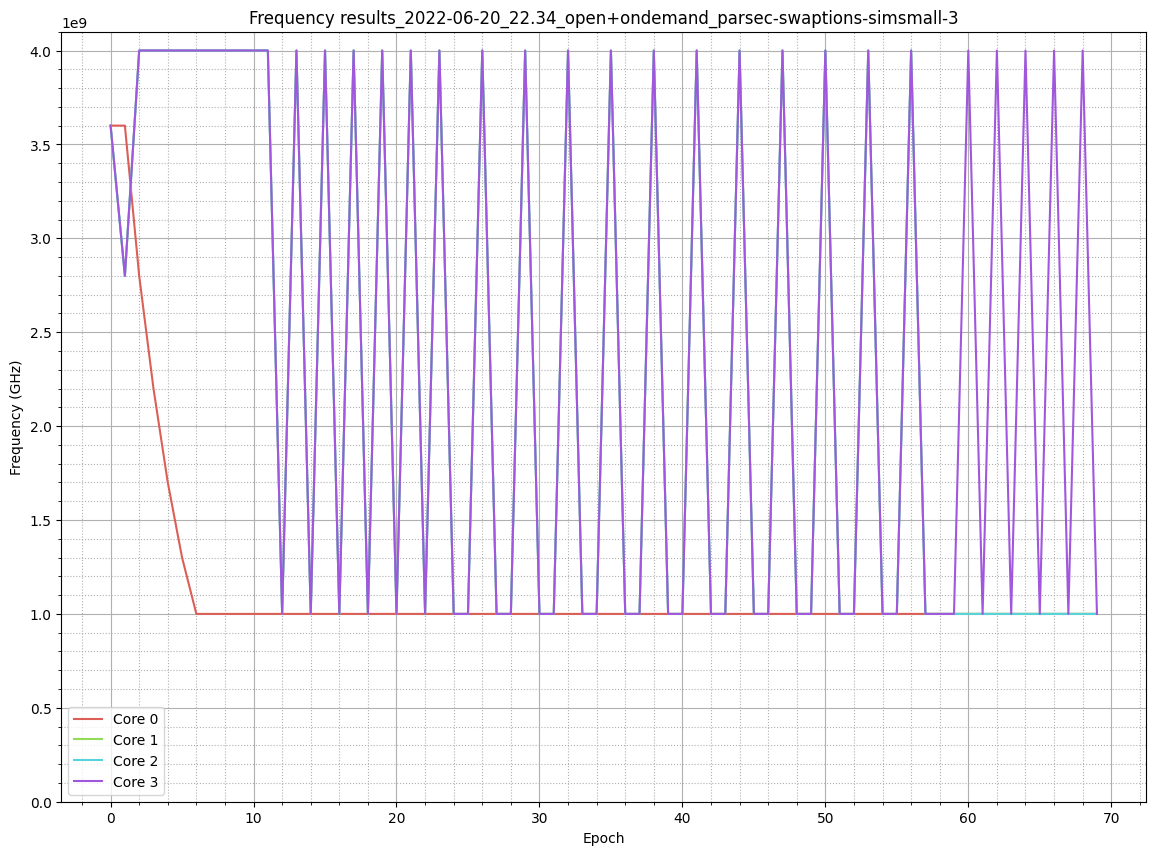 Frequency results_2022-06-20_22.34_open+ondemand_parsec-swaptions-simsmall-3
1e9
4.0
3.5
3.0
2.5
2.0
1.5
1.0
0.5
0.0
Frequency (GHz)
Core 0
Core 1
Core 2
Core 3
0 10 20 30 40 50 60 70
Epoch